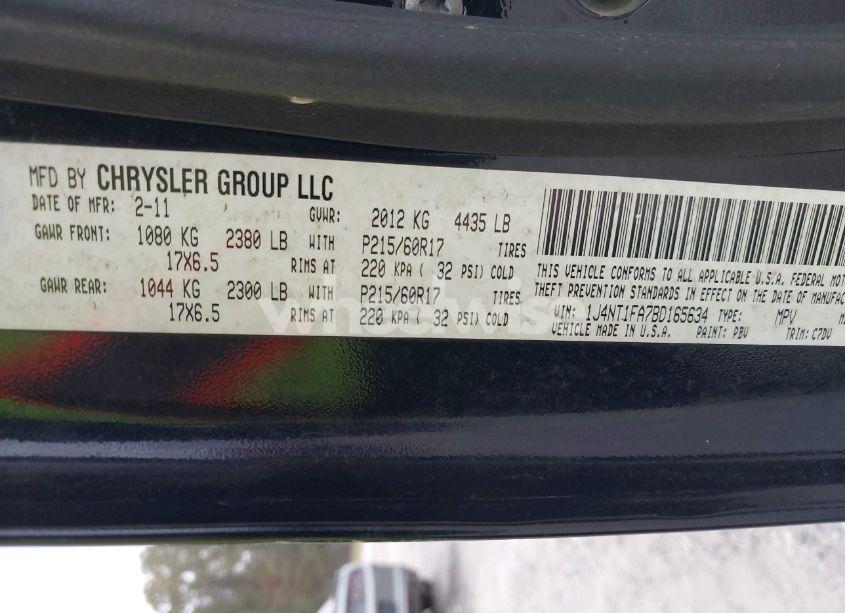 MFD BY CHRYSLER GROUP LLC
DATE OF MFR: 2-11 GVWR: 2012 KG 4435 LB
GAWR FRONT: 1080 KG 2380 LB WITH P215/60R17 TIRES
17X6.5 RIMS AT 220 KPA ( 32 PSI) COLD
GAWR REAR: 1044 KG 2300 LB WITH P215/60R17 TIRES
17X6.5 RIMS AT 220 KPA ( 32 PSI) COLD
THIS VEHICLE CONFORMS TO ALL APPLICABLE U.S.A. FEDERAL MOTOR
THEFT PREVENTION STANDARDS IN EFFECT ON THE DATE OF MANUFAC
VIN: 1J4NT1FA7BD165634 TYPE: MPV
VEHICLE MADE IN U.S.A. PAINT: PBV TRIM: C7DV